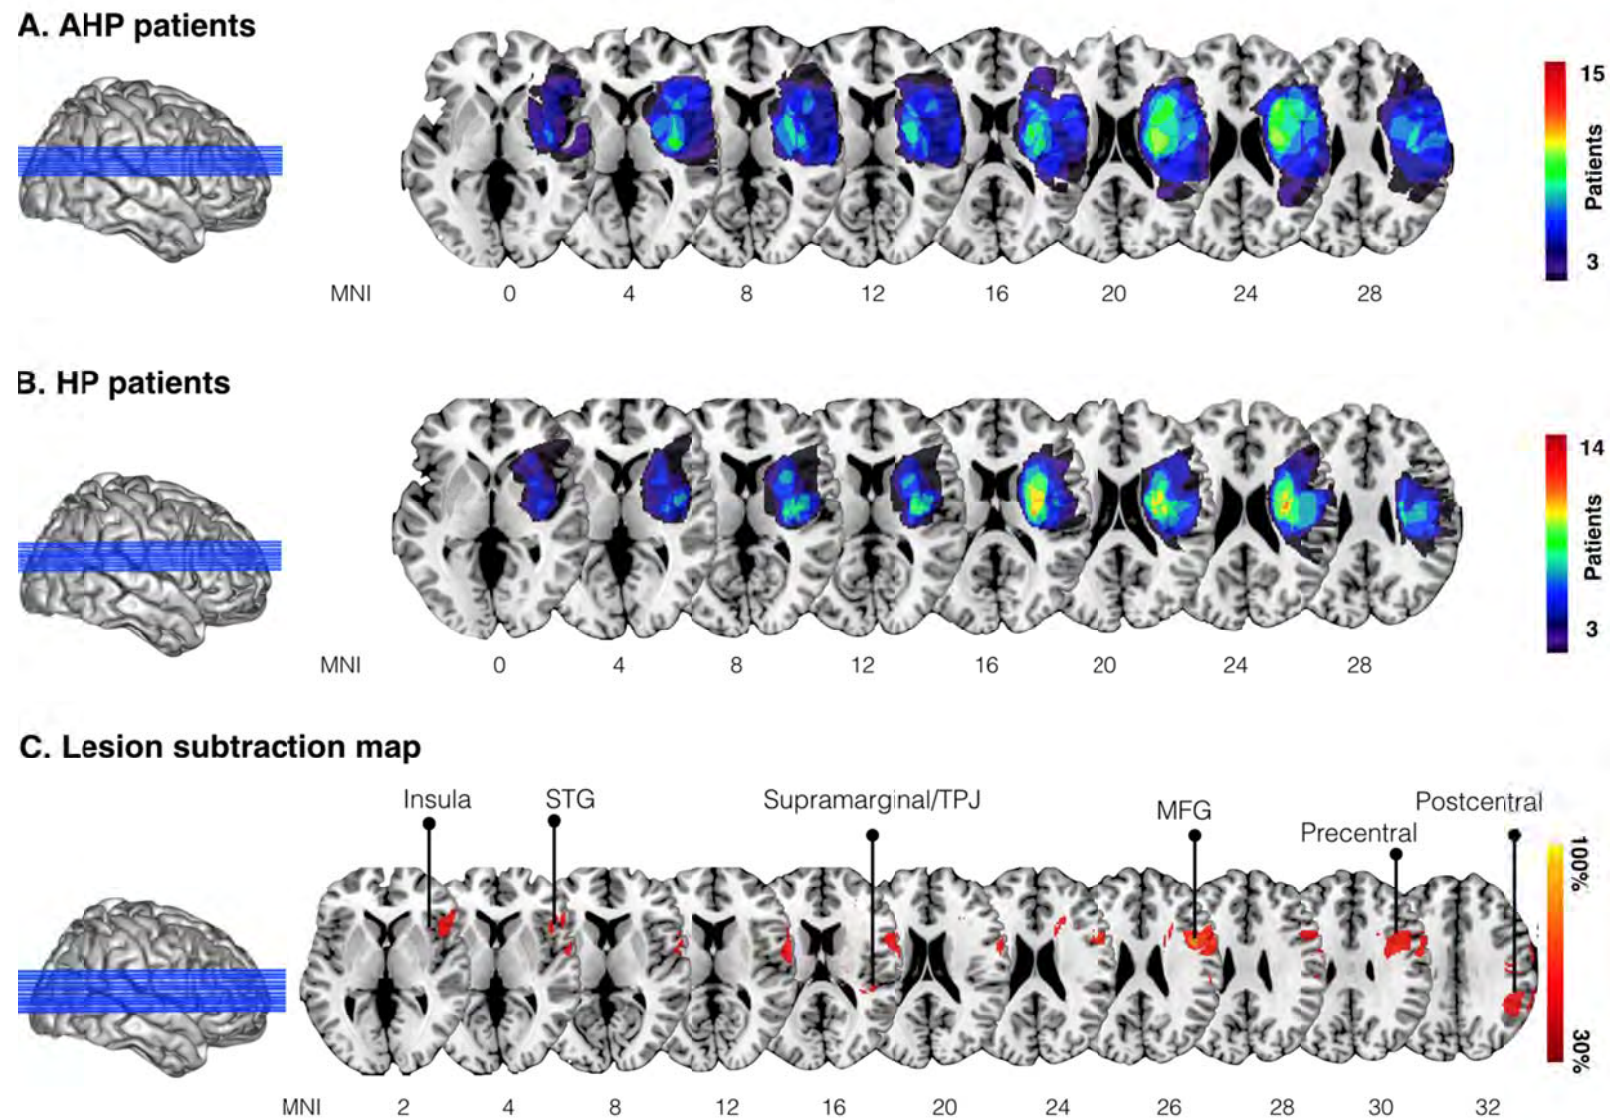 A. AHP patients
15
Patients
3
MNI 0 4 8 12 16 20 24 28
B. HP patients
14
Patients
3
MNI 0 4 8 12 16 20 24 28
C. Lesion subtraction map
Insula STG Supramarginal/TPJ MFG Precentral Postcentral
100%
30%
MNI 2 4 8 12 16 20 24 26 28 30 32